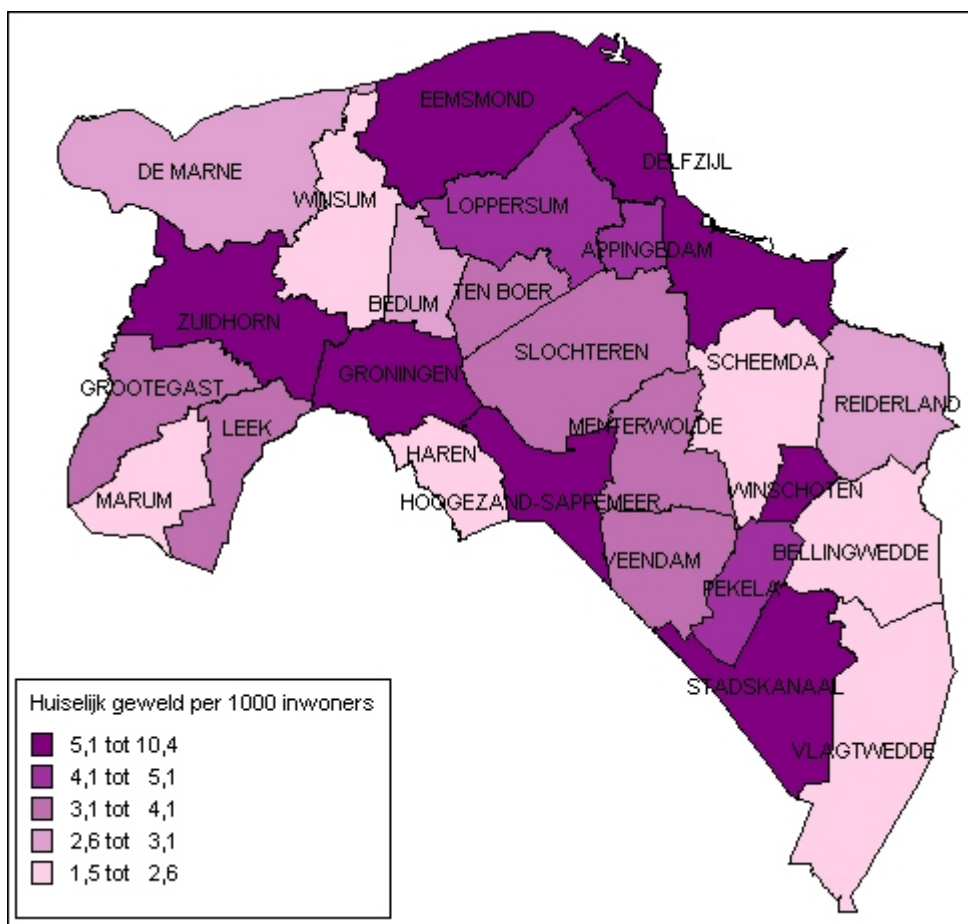 EEMSMOND
DELFZIJL
DE MARNE
WINSUM
LOPPERSUM
APPINGEDAM
BEDUM
TEN BOER
ZUIDHORN
SLOCHTEREN
SCHEEMDA
GROOTEGAST
GRONINGEN
REIDERLAND
LEEK
MENTERWOLDE
HAREN
MARUM
HOOGEZAND-SAPPEMEER
WINSCHOTEN
VEENDAM
BELLINGWEDDE
PEKELA
STADSKANAAL
VLAGTWEDDE
Huiselijk geweld per 1000 inwoners
5,1 tot 10,4
4,1 tot 5,1
3,1 tot 4,1
2,6 tot 3,1
1,5 tot 2,6